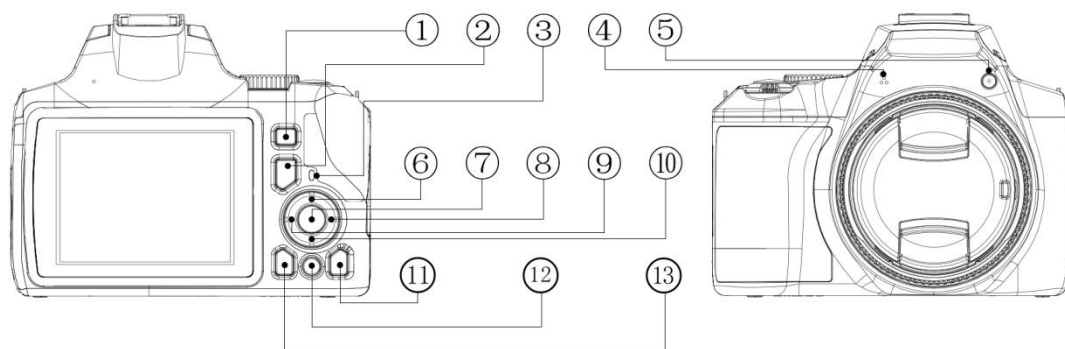 ① ② ③ ④ ⑤
⑥ ⑦ ⑧ ⑨ ⑩
⑪ ⑫ ⑬